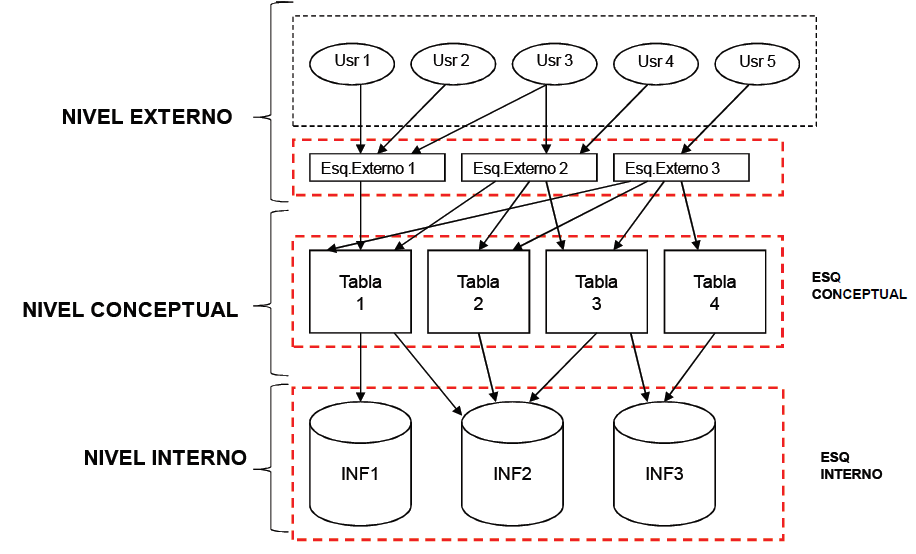 Usr 1
Usr 2
Usr 3
Usr 4
Usr 5
NIVEL EXTERNO
Esq.Externo 1
Esq.Externo 2
Esq.Externo 3
Tabla
1
Tabla
2
Tabla
3
Tabla
4
ESQ
CONCEPTUAL
NIVEL CONCEPTUAL
NIVEL INTERNO
INF1
INF2
INF3
ESQ
INTERNO